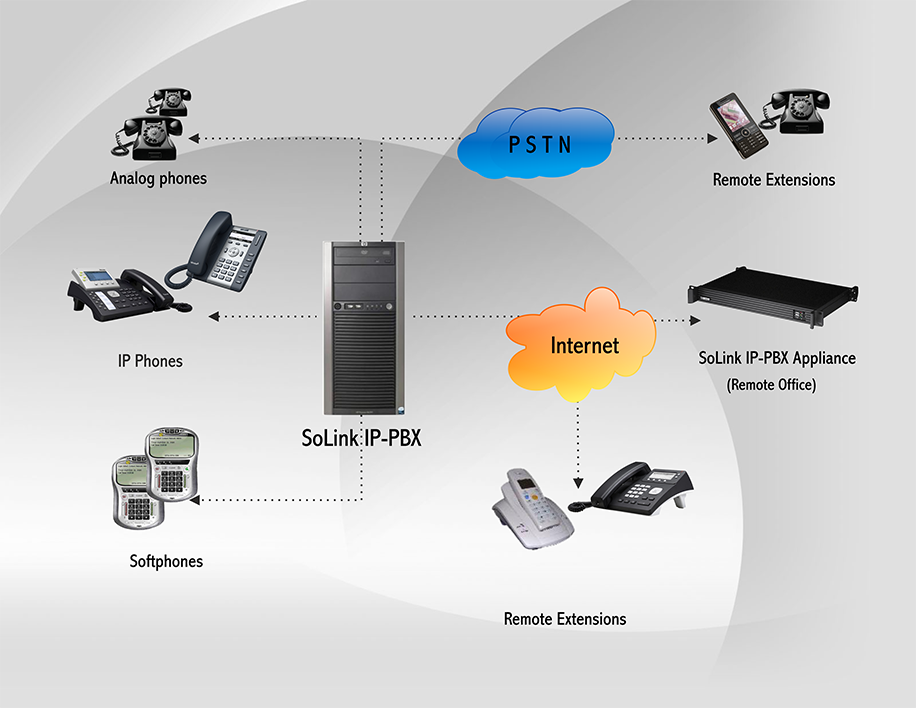 PSTN
Analog phones
Remote Extensions
IP Phones
Internet
SoLink IP-PBX Appliance
(Remote Office)
SoLink IP-PBX
Softphones
Remote Extensions